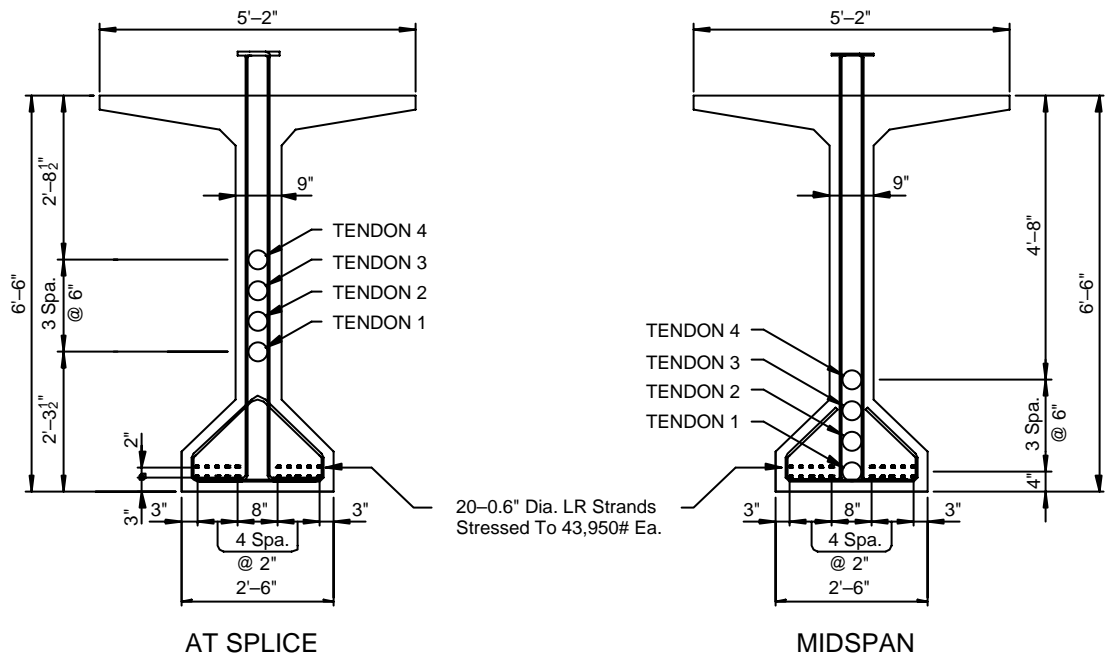 5'–2"
6'–6"
2'–8½"
3 Spa.
@ 6"
2'–3½"
9"
TENDON 4
TENDON 3
TENDON 2
TENDON 1
2"
3"
3"
8"
3"
4 Spa.
@ 2"
2'–6"
AT SPLICE
20–0.6" Dia. LR Strands
Stressed To 43,950# Ea.
5'–2"
9"
4'–8"
6'–6"
TENDON 4
TENDON 3
TENDON 2
TENDON 1
3 Spa.
@ 6"
4"
3"
8"
3"
4 Spa.
@ 2"
2'–6"
MIDSPAN